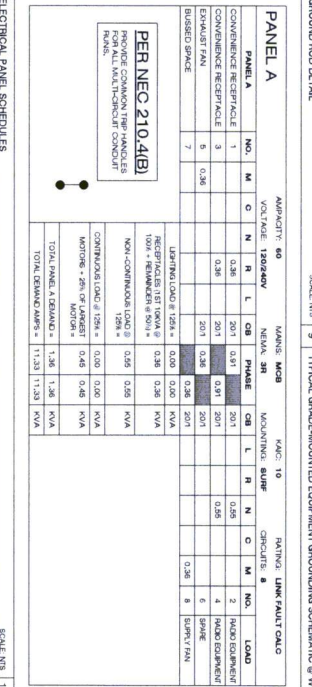 GROUND ROD DETAIL
TYPICAL GRADE-MOUNTED EQUIPMENT GROUNDING SCHEMATIC @ W
PANEL A
AMPACITY: 60 MAINS: MCB KAIC: 10 RATING: LINK FAULT CALC
VOLTAGE: 120/240V NEMA: 3R MOUNTING: SURF CIRCUITS: 8
PANEL A NO. M C N R L CB PHASE CB L R N C M NO. LOAD
CONVENIENCE RECEPTACLE 1 0,36 20/1 0,91 20/1 0,55 2 RADIO EQUIPMENT
CONVENIENCE RECEPTACLE 3 0,36 20/1 0,91 20/1 0,55 4 RADIO EQUIPMENT
EXHAUST FAN 5 0,36 20/1 0,36 20/1 6 SPARE
BUSSED SPACE 7 0,36 20/1 0,36 8 SUPPLY FAN
LIGHTING LOAD @ 125% = 0,00 0,00 KVA
RECEPTACLES (1ST 10KVA @
100% + REMAINDER @ 50%) = 0,36 0,36 KVA
NON-CONTINUOUS LOAD @
125% = 0,55 0,55 KVA
CONTINUOUS LOAD @ 125% = 0,00 0,00 KVA
MOTORS + 25% OF LARGEST
MOTOR = 0,45 0,45 KVA
TOTAL PANEL A DEMAND = 1,36 1,36 KVA
TOTAL DEMAND AMPS = 11,33 11,33 KVA
PER NEC 210.4(B)
PROVIDE COMMON TRIP HANDLES
FOR ALL MULTI-CIRCUIT CONDUIT
RUNS.
ELECTRICAL PANEL SCHEDULES
SCALE: NTS 1